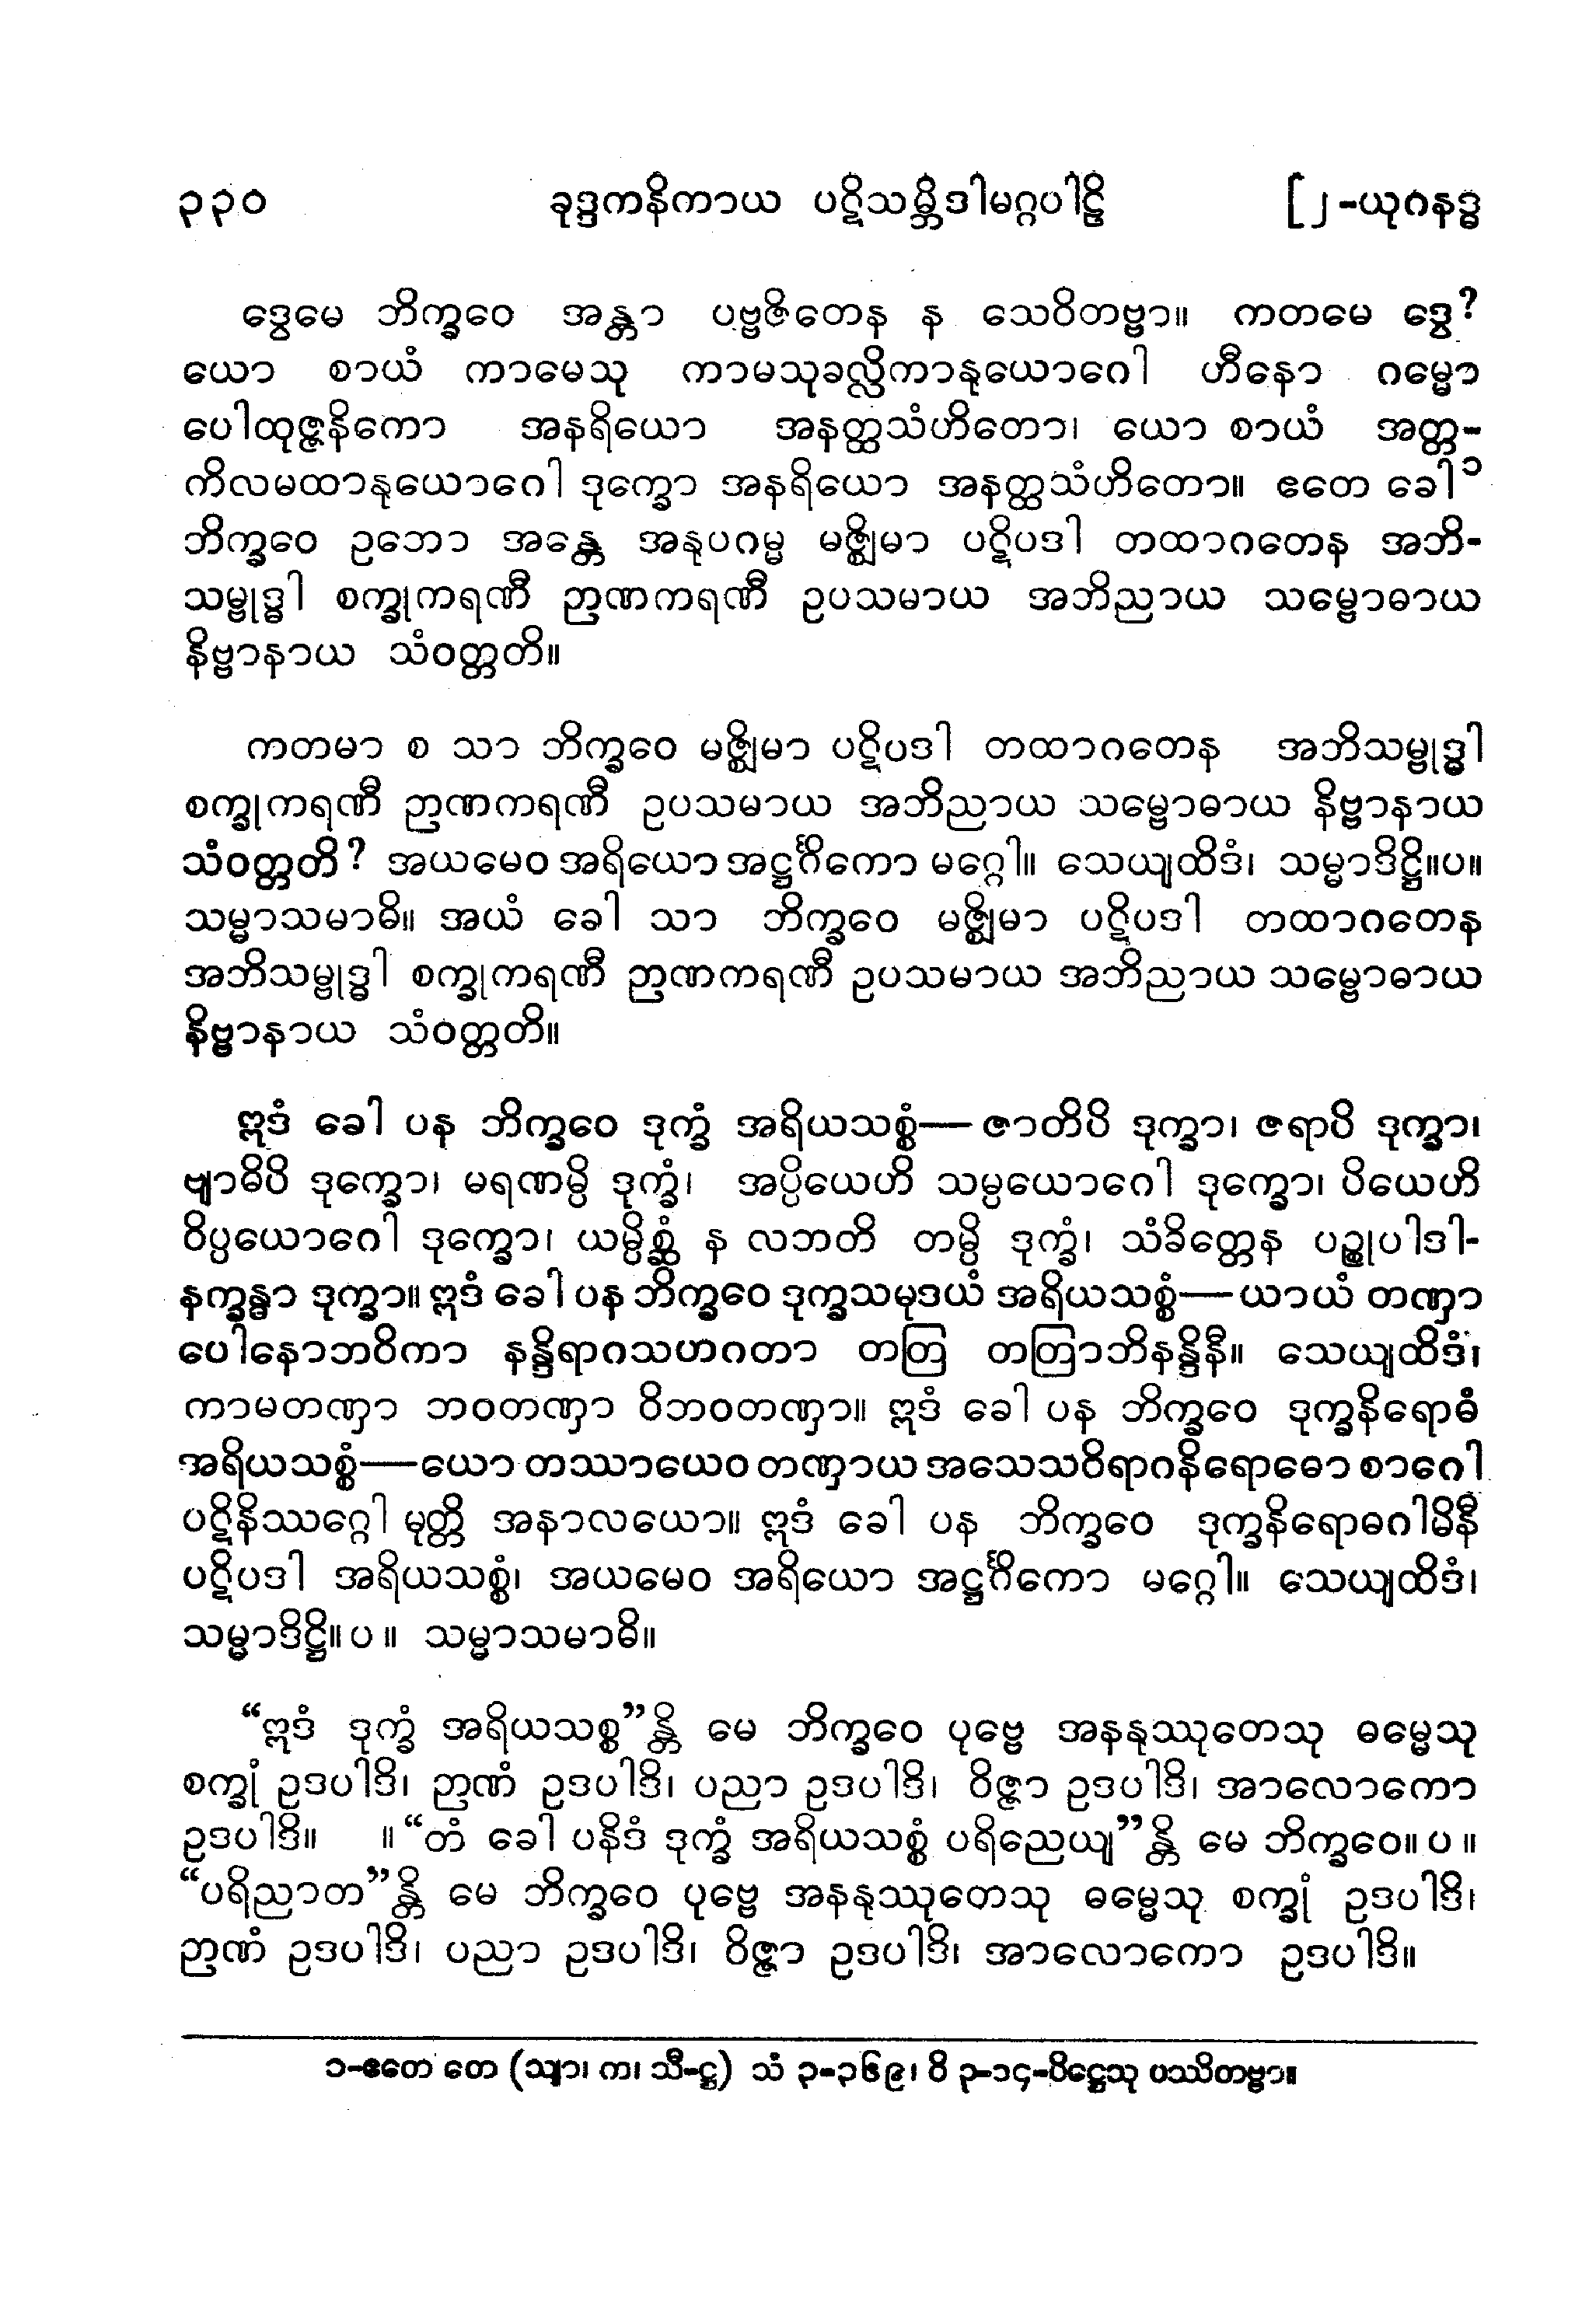 ၃၃၀ ခုဒ္ဒကနိကာယ ပဋိသမ္ဘိဒါမဂ္ဂပါဠိ [၂-ယုဂနဒ္ဓ
ဒွေမေ ဘိက္ခဝေ အန္တာ ပဗ္ဗဇိတေန န သေဝိတဗ္ဗာ။ ကတမေ ဒွေ?
ယော စာယံ ကာမေသု ကာမသုခလ္လိကာနုယောဂေါ ဟီနော ဂမ္မော
ပေါထုဇ္ဇနိကော အနရိယော အနတ္ထသံဟိတော၊ ယော စာယံ အတ္တ-
ကိလမထာနုယောဂေါ ဒုက္ခော အနရိယော အနတ္ထသံဟိတော။ ဧတေ ခေါ၁
ဘိက္ခဝေ ဥဘော အန္တေ အနုပဂမ္မ မဇ္ဈိမာ ပဋိပဒါ တထာဂတေန အဘိ-
သမ္ဗုဒ္ဓါ စက္ခုကရဏီ ဉာဏကရဏီ ဥပသမာယ အဘိညာယ သမ္ဗောဓာယ
နိဗ္ဗာနာယ သံဝတ္တတိ။
ကတမာ စ သာ ဘိက္ခဝေ မဇ္ဈိမာ ပဋိပဒါ တထာဂတေန အဘိသမ္ဗုဒ္ဓါ
စက္ခုကရဏီ ဉာဏကရဏီ ဥပသမာယ အဘိညာယ သမ္ဗောဓာယ နိဗ္ဗာနာယ
သံဝတ္တတိ? အယမေဝ အရိယော အဋ္ဌင်္ဂိကော မဂ္ဂေါ။ သေယျထိဒံ၊ သမ္မာဒိဋ္ဌိ။ပ။
သမ္မာသမာဓိ။ အယံ ခေါ သာ ဘိက္ခဝေ မဇ္ဈိမာ ပဋိပဒါ တထာဂတေန
အဘိသမ္ဗုဒ္ဓါ စက္ခုကရဏီ ဉာဏကရဏီ ဥပသမာယ အဘိညာယ သမ္ဗောဓာယ
နိဗ္ဗာနာယ သံဝတ္တတိ။
ဣဒံ ခေါ ပန ဘိက္ခဝေ ဒုက္ခံ အရိယသစ္စံ— ဇာတိပိ ဒုက္ခာ၊ ဇရာပိ ဒုက္ခာ၊
ဗျာဓိပိ ဒုက္ခော၊ မရဏမ္ပိ ဒုက္ခံ၊ အပ္ပိယေဟိ သမ္ပယောဂေါ ဒုက္ခော၊ ပိယေဟိ
ဝိပ္ပယောဂေါ ဒုက္ခော၊ ယမ္ပိစ္ဆံ န လဘတိ တမ္ပိ ဒုက္ခံ၊ သံခိတ္တေန ပဉ္စုပါဒါ-
နက္ခန္ဓာ ဒုက္ခာ။ ဣဒံ ခေါ ပန ဘိက္ခဝေ ဒုက္ခသမုဒယံ အရိယသစ္စံ—ယာယံ တဏှာ
ပေါနောဘဝိကာ နန္ဒိရာဂသဟဂတာ တတြ တတြာဘိနန္ဒိနီ။ သေယျထိဒံ၊
ကာမတဏှာ ဘဝတဏှာ ဝိဘဝတဏှာ။ ဣဒံ ခေါ ပန ဘိက္ခဝေ ဒုက္ခနိရောဓံ
အရိယသစ္စံ—ယော တဿာယေဝ တဏှာယ အသေသဝိရာဂနိရောဓော စာဂေါ
ပဋိနိဿဂ္ဂေါ မုတ္တိ အနာလယော။ ဣဒံ ခေါ ပန ဘိက္ခဝေ ဒုက္ခနိရောဓဂါမိနီ
ပဋိပဒါ အရိယသစ္စံ၊ အယမေဝ အရိယော အဋ္ဌင်္ဂိကော မဂ္ဂေါ။ သေယျထိဒံ၊
သမ္မာဒိဋ္ဌိ။ ပ ။ သမ္မာသမာဓိ။
“ဣဒံ ဒုက္ခံ အရိယသစ္စ”န္တိ မေ ဘိက္ခဝေ ပုဗ္ဗေ အနနုဿုတေသု ဓမ္မေသု
စက္ခုံ ဥဒပါဒိ၊ ဉာဏံ ဥဒပါဒိ၊ ပညာ ဥဒပါဒိ၊ ဝိဇ္ဇာ ဥဒပါဒိ၊ အာလောကော
ဥဒပါဒိ။ ။ “တံ ခေါ ပနိဒံ ဒုက္ခံ အရိယသစ္စံ ပရိညေယျ”န္တိ မေ ဘိက္ခဝေ။ ပ ။
“ပရိညာတ”န္တိ မေ ဘိက္ခဝေ ပုဗ္ဗေ အနနုဿုတေသု ဓမ္မေသု စက္ခုံ ဥဒပါဒိ၊
ဉာဏံ ဥဒပါဒိ၊ ပညာ ဥဒပါဒိ၊ ဝိဇ္ဇာ ဥဒပါဒိ၊ အာလောကော ဥဒပါဒိ။
၁-ဧတေ တေ (သျာ၊ က၊ သီ-ဋ္ဌ) သံ ၃-၃၆၉၊ ဝိ ၃-၁၄-ပိဋ္ဌေသု ပဿိတဗ္ဗာ။